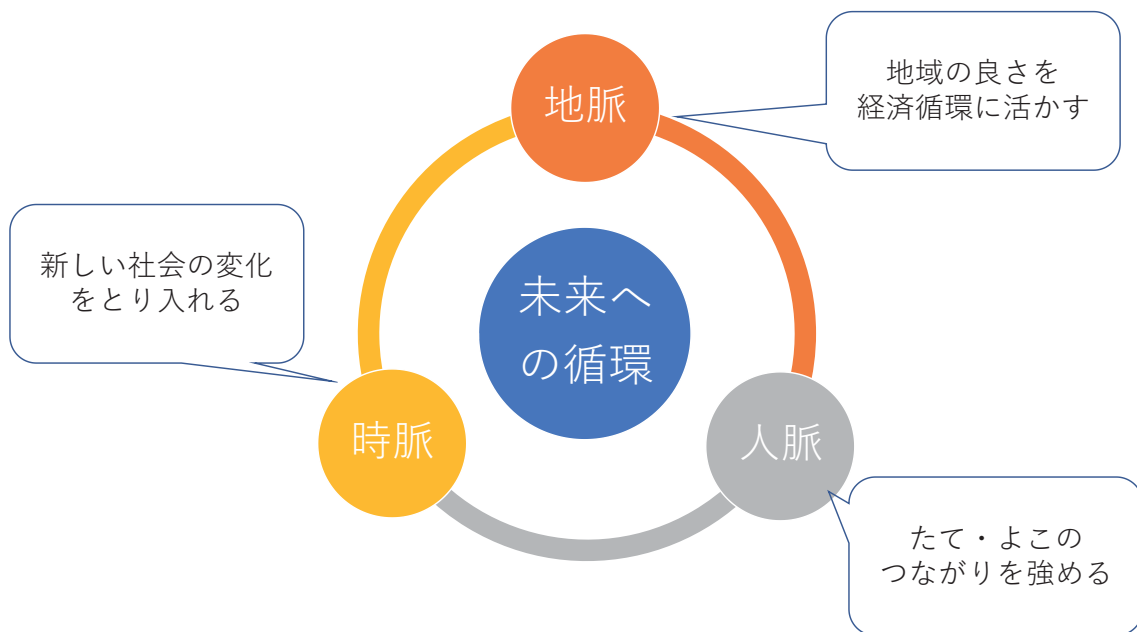 地脈
地域の良さを
経済循環に活かす
新しい社会の変化
をとり入れる
未来へ
の循環
時脈
人脈
たて・よこの
つながりを強める